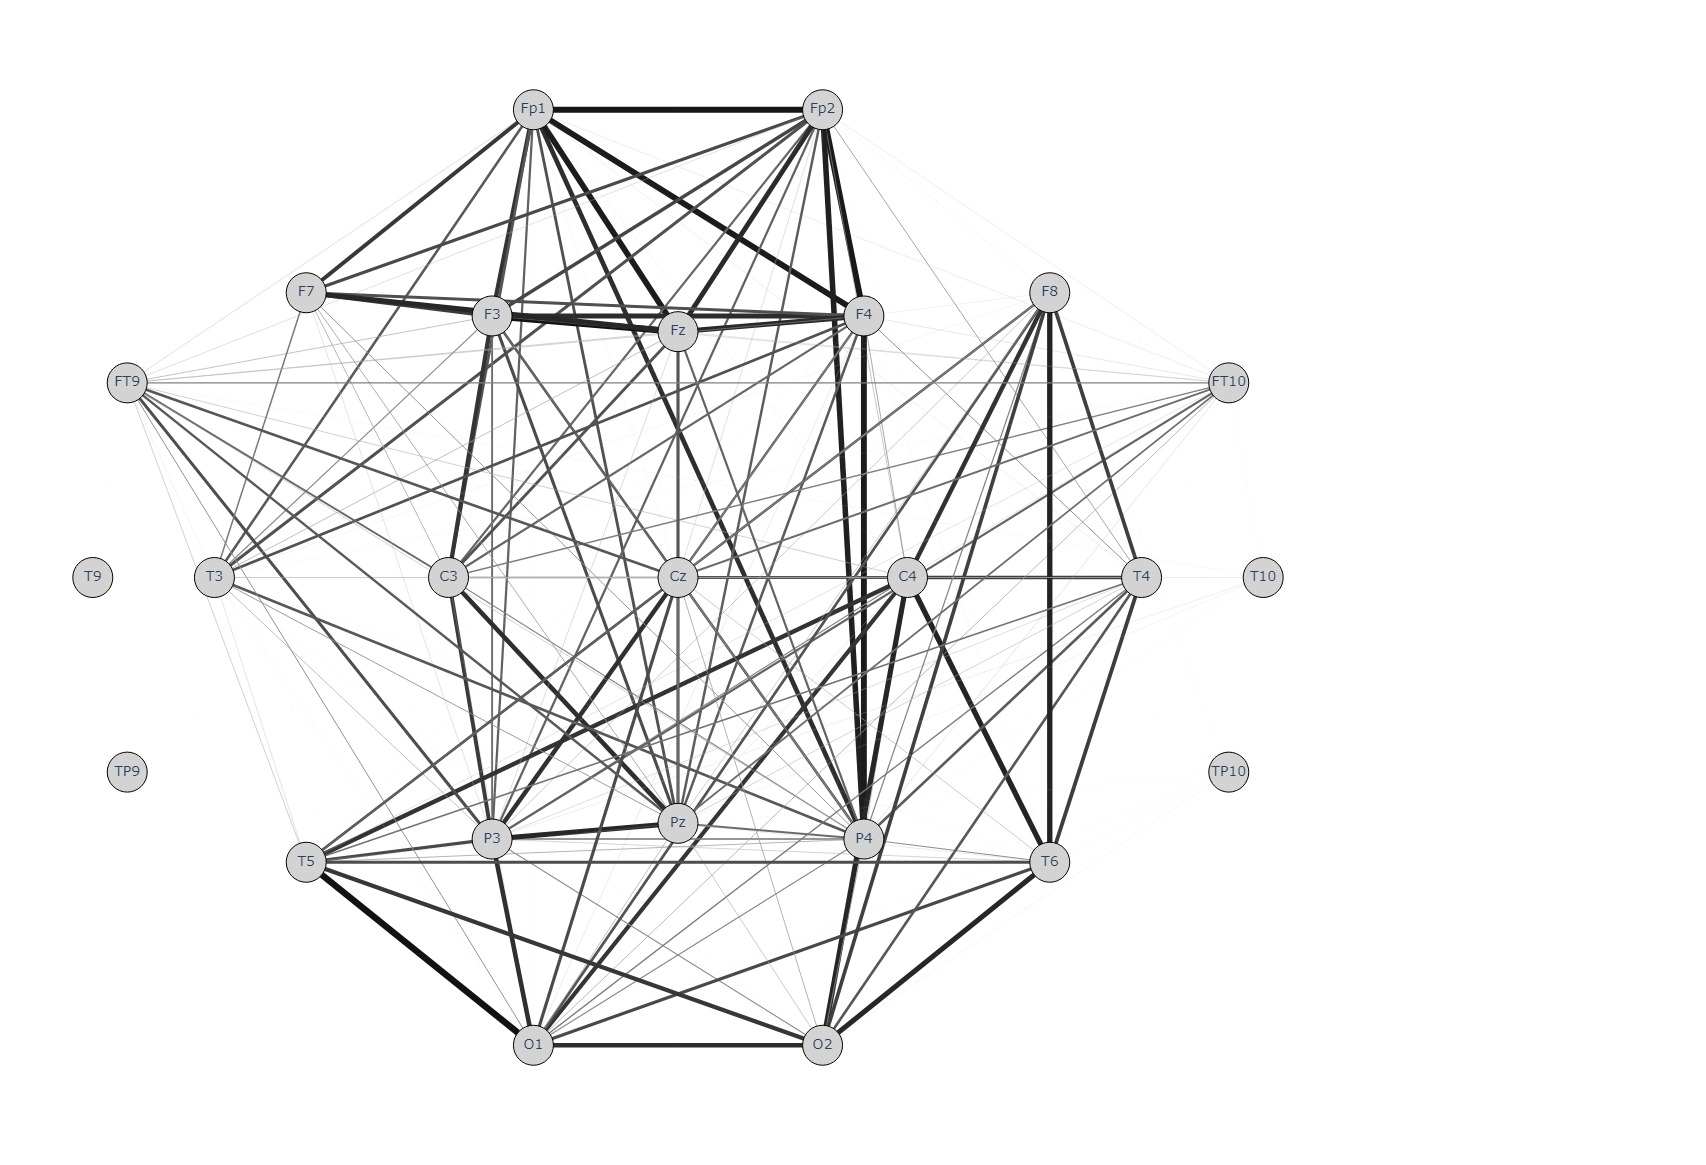 Fp1 Fp2
F7 F3 Fz F4 F8
FT9 FT10
T9 T3 C3 Cz C4 T4 T10
TP9 TP10
T5 P3 Pz P4 T6
O1 O2